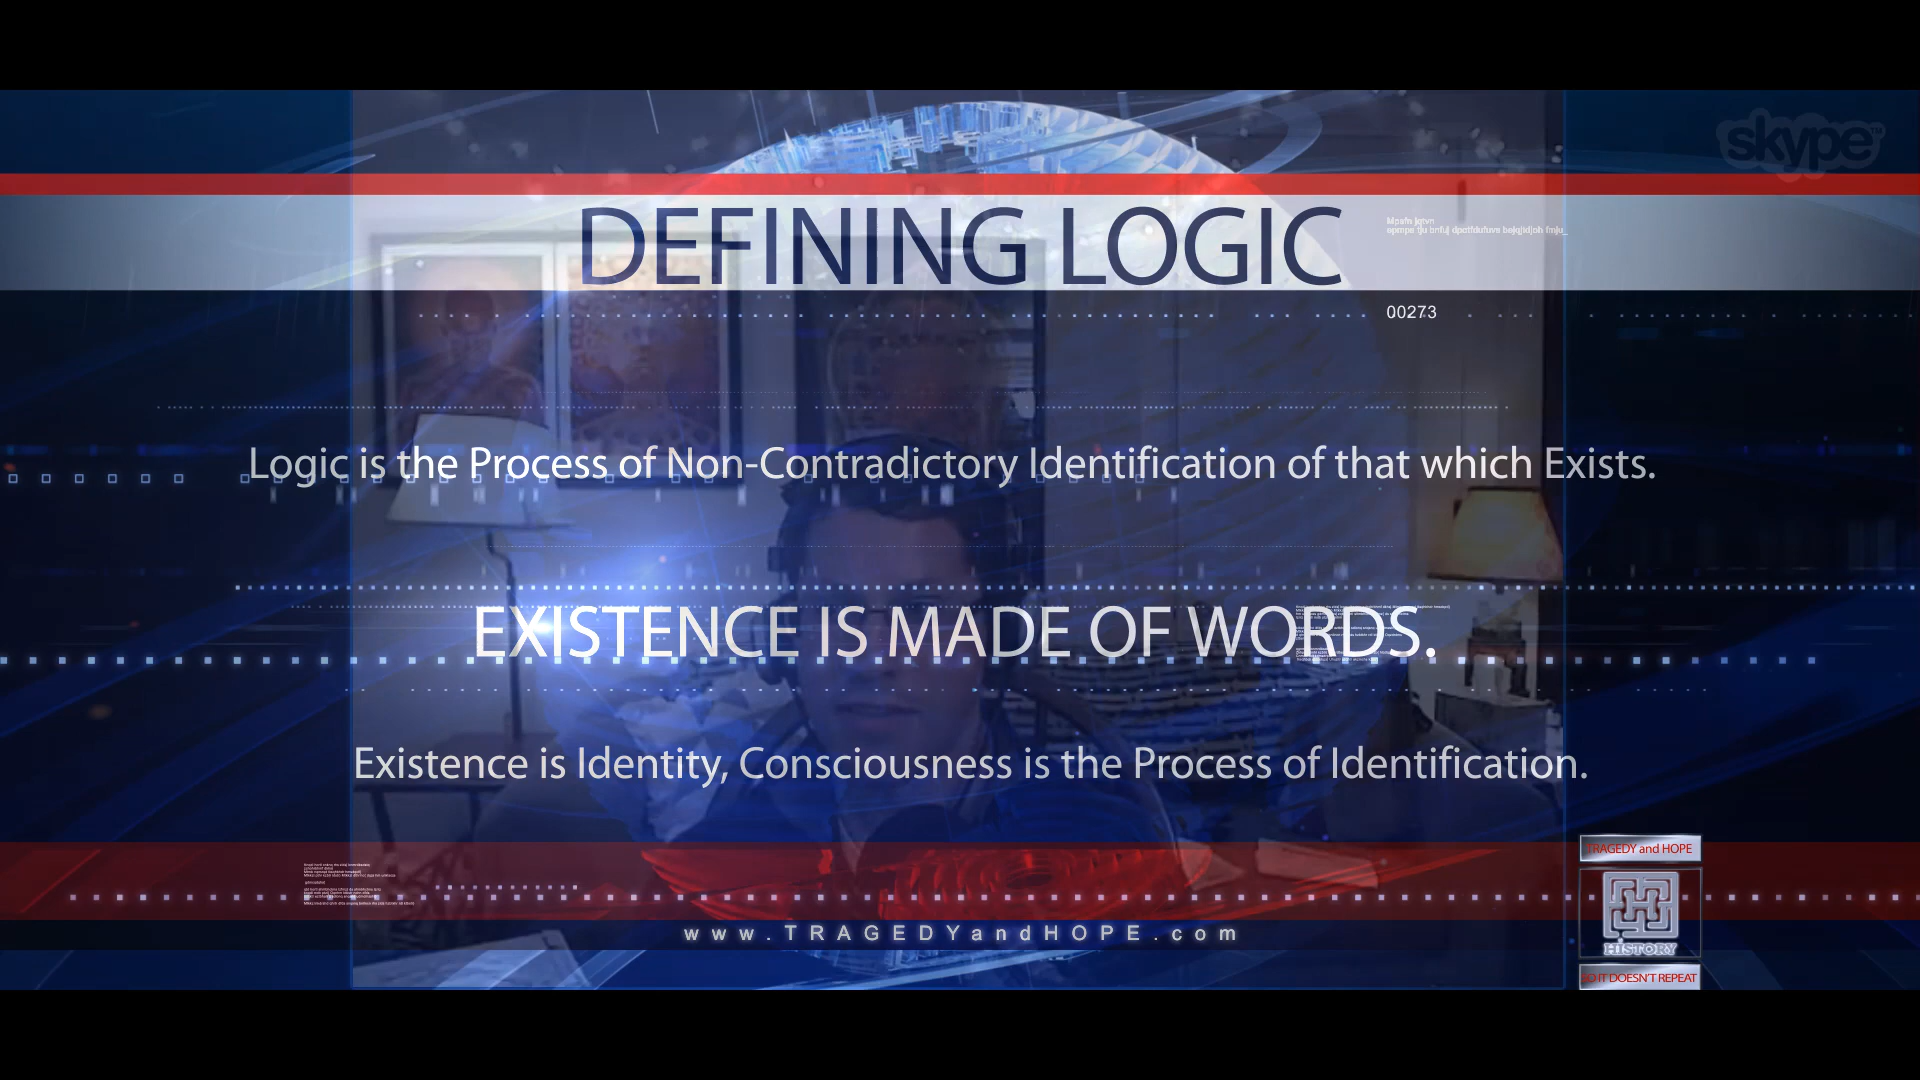 skype™
DEFINING LOGIC
00273
Logic is the Process of Non-Contradictory Identification of that which Exists.
EXISTENCE IS MADE OF WORDS.
Existence is Identity, Consciousness is the Process of Identification.
TRAGEDY and HOPE
www.TRAGEDYandHOPE.com
HISTORY
SO IT DOESN'T REPEAT